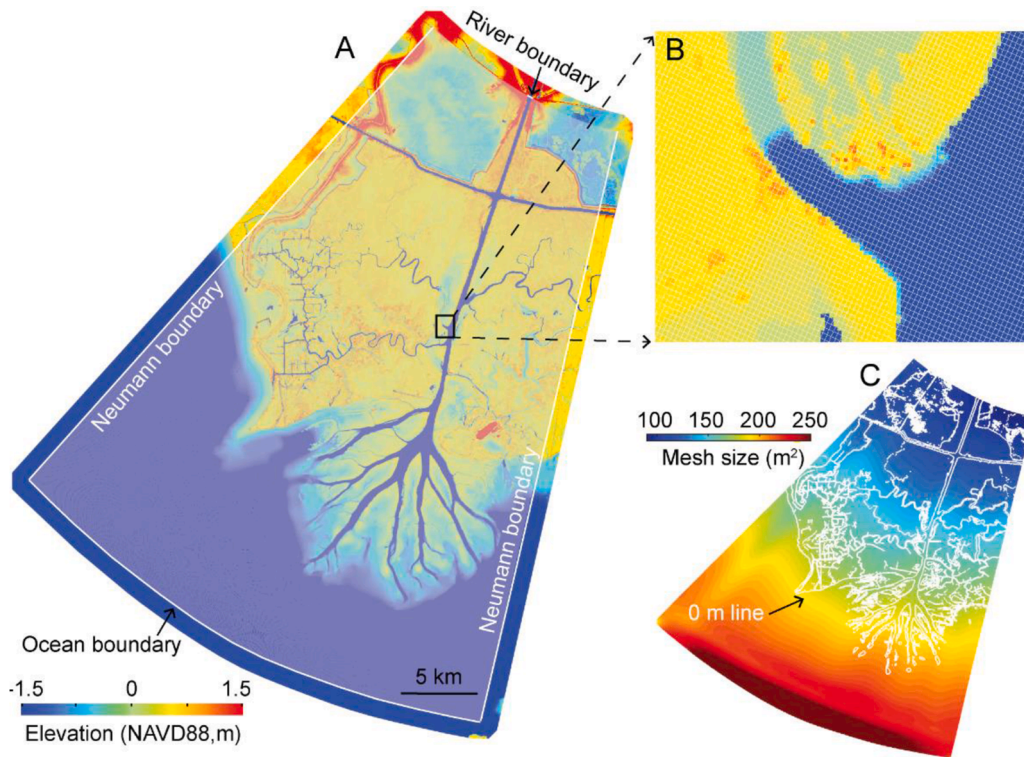 A
River boundary
B
Neumann boundary
Neumann boundary
Ocean boundary
5 km
-1.5 0 1.5
Elevation (NAVD88,m)
C
100 150 200 250
Mesh size (m²)
0 m line